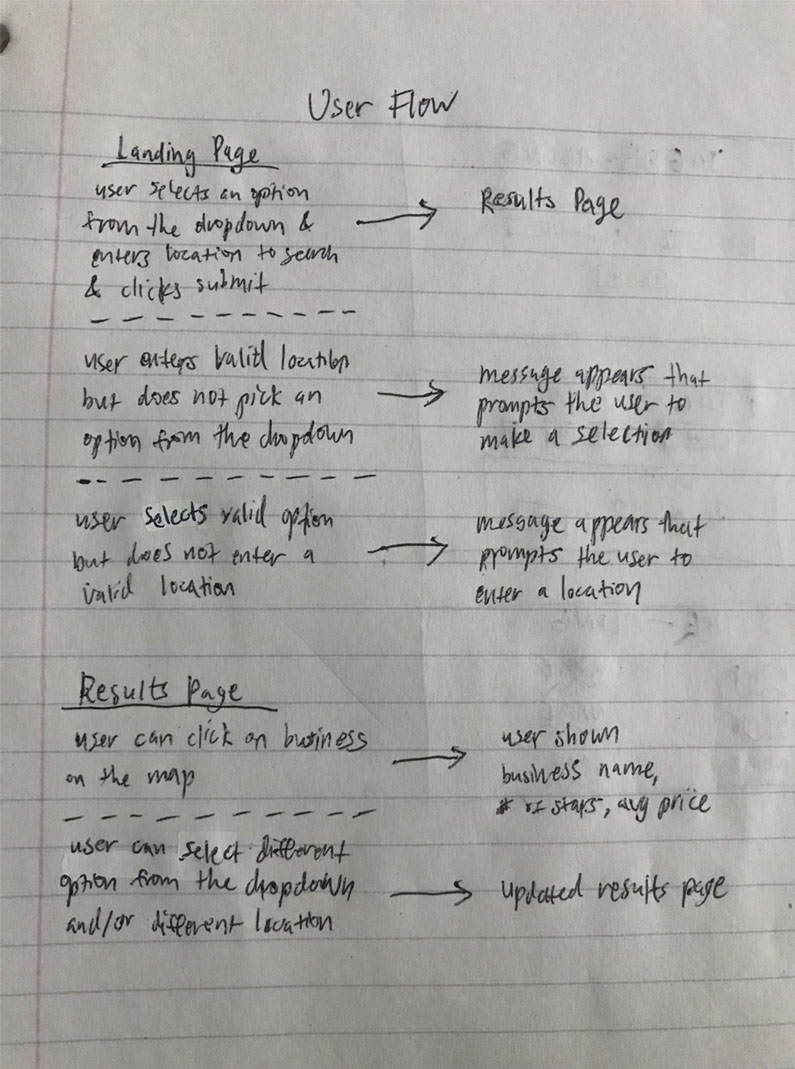 User Flow
Landing Page
user selects an option
from the dropdown &
enters location to search
& clicks submit
→
Results Page
user enters valid location
but does not pick an
option from the dropdown
→
message appears that
prompts the user to
make a selection
user selects valid option
but does not enter a
valid location
→
message appears that
prompts the user to
enter a location
Results Page
user can click on business
on the map
→
user shown
business name,
# of stars, avg price
user can select different
option from the dropdown
and/or different location
→
updated results page